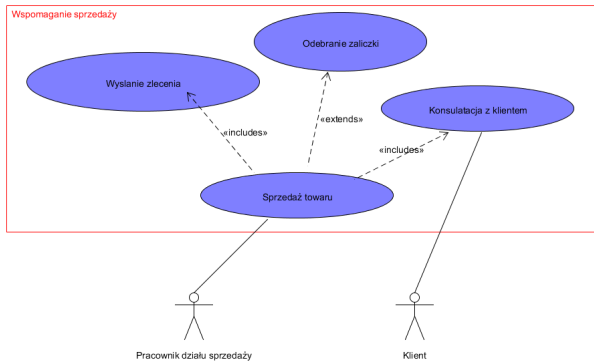 Wspomaganie sprzedaży
Odebranie zaliczki
Wyslanie zlecenia
Konsulatacja z klientem
«extends»
«includes»
«includes»
Sprzedaż towaru
Pracownik działu sprzedaży
Klient